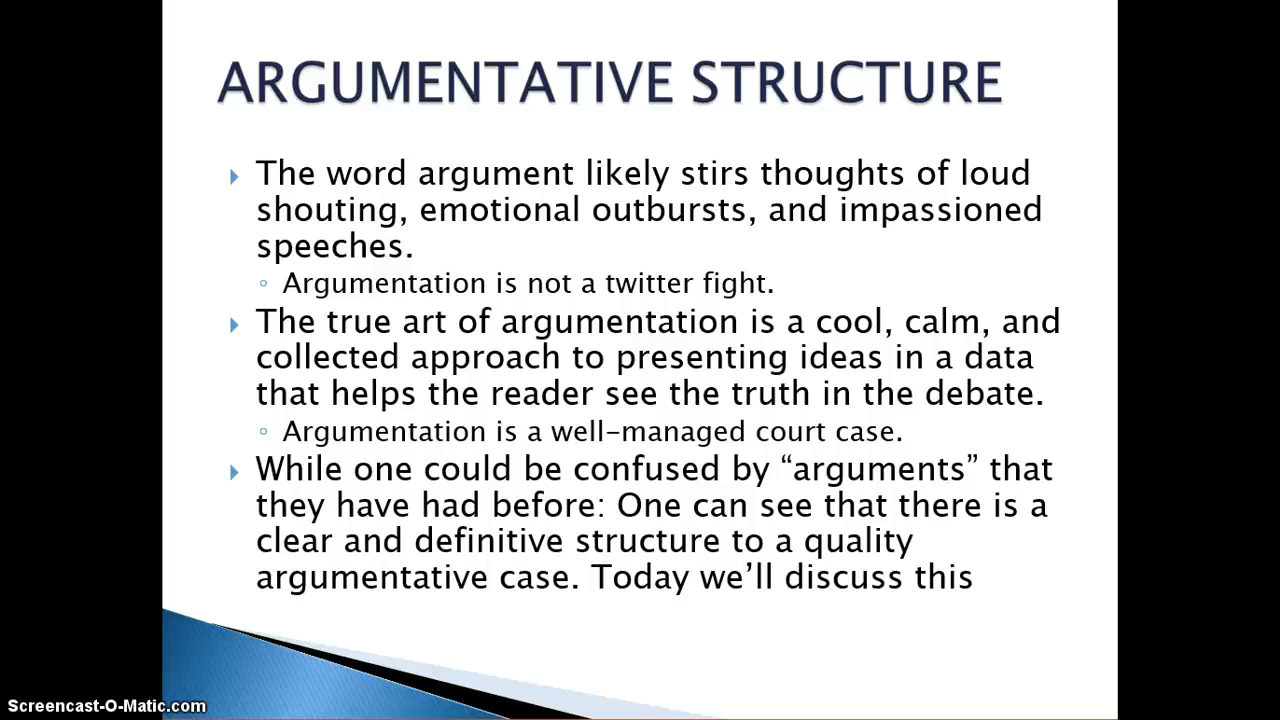 ARGUMENTATIVE STRUCTURE
The word argument likely stirs thoughts of loud
shouting, emotional outbursts, and impassioned
speeches.
Argumentation is not a twitter fight.
The true art of argumentation is a cool, calm, and
collected approach to presenting ideas in a data
that helps the reader see the truth in the debate.
Argumentation is a well-managed court case.
While one could be confused by “arguments” that
they have had before: One can see that there is a
clear and definitive structure to a quality
argumentative case. Today we’ll discuss this
Screencast-O-Matic.com